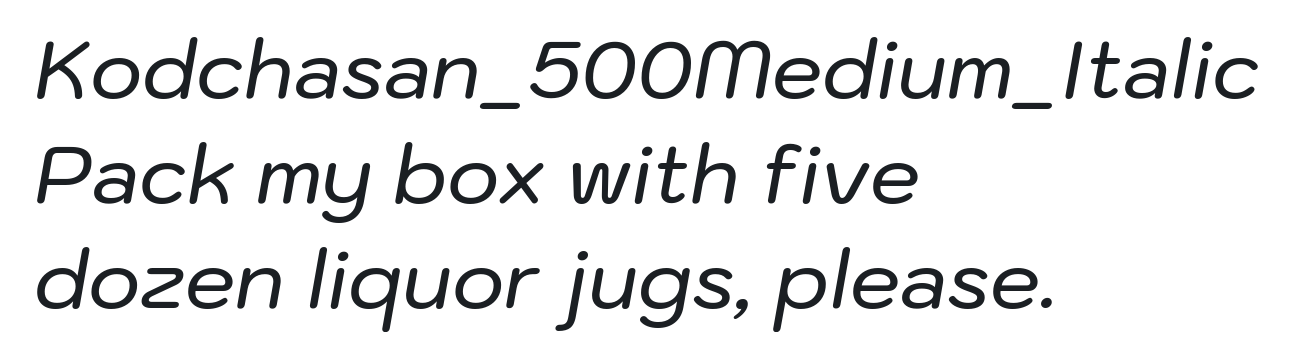 Kodchasan_500Medium_Italic
Pack my box with five
dozen liquor jugs, please.